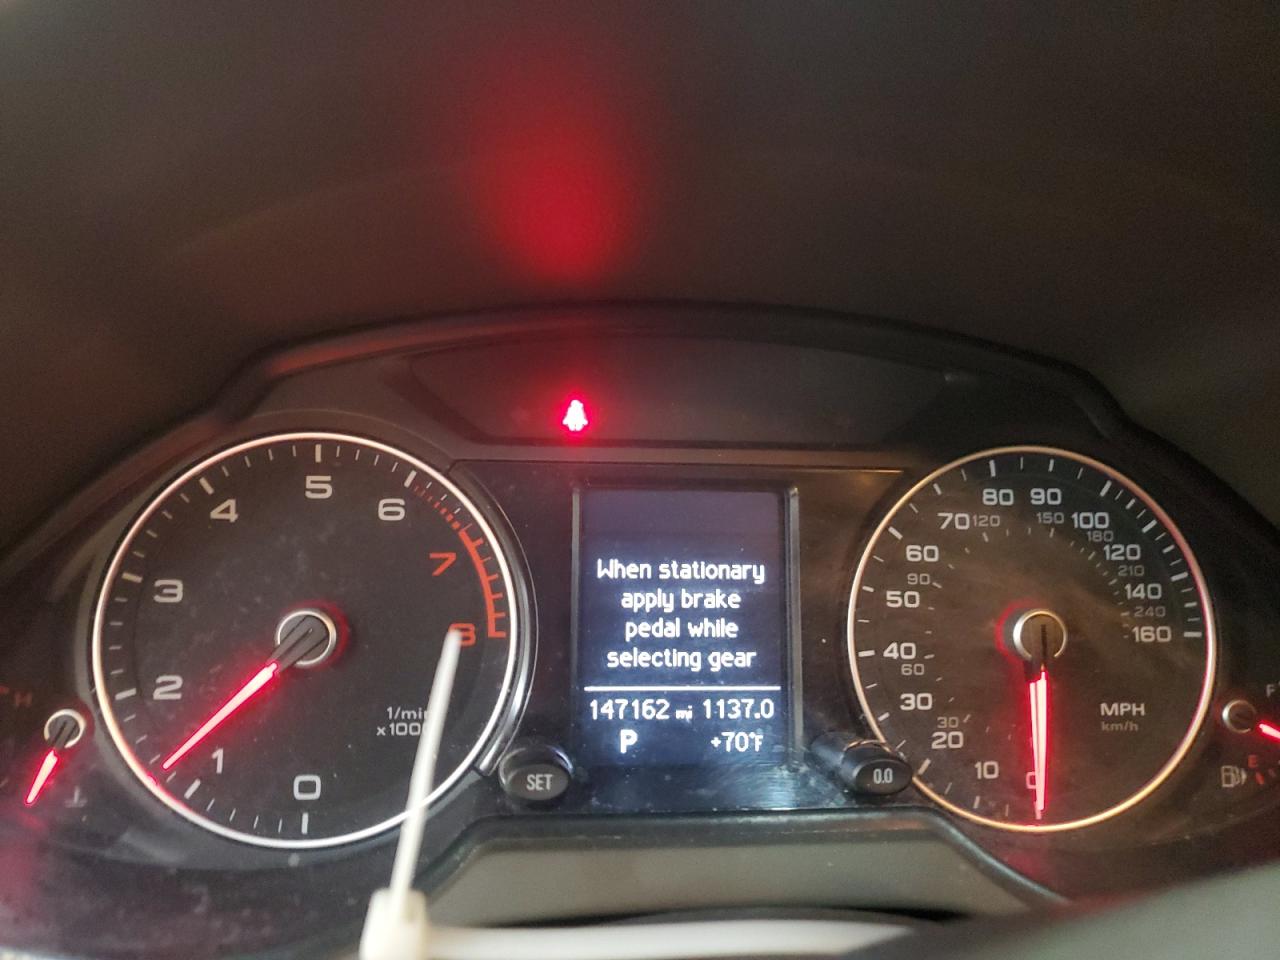 When stationary
apply brake
pedal while
selecting gear
147162 mi 1137.0
P +70°F
0
1
2
3
4
5
6
7
8
1/min
x1000
SET
0.0
0
10
20
30
40
50
60
70
80
90
100
120
140
160
30
60
90
120
150
180
210
240
MPH
km/h
H
F
E